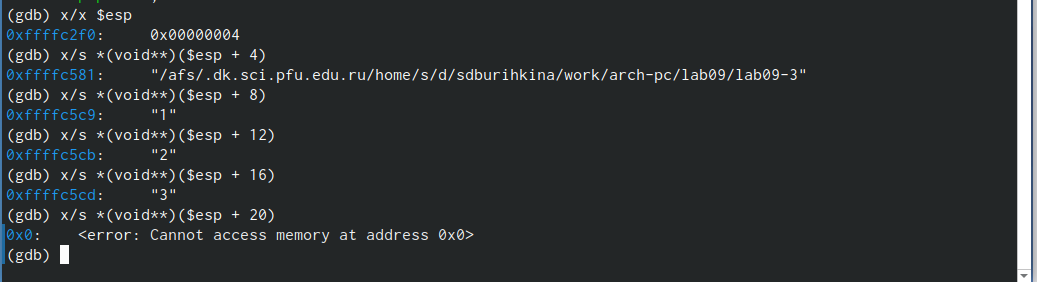 (gdb) x/x $esp
0xffffc2f0:     0x00000004
(gdb) x/s *(void**)($esp + 4)
0xffffc581:     "/afs/.dk.sci.pfu.edu.ru/home/s/d/sdburihkina/work/arch-pc/lab09/lab09-3"
(gdb) x/s *(void**)($esp + 8)
0xffffc5c9:     "1"
(gdb) x/s *(void**)($esp + 12)
0xffffc5cb:     "2"
(gdb) x/s *(void**)($esp + 16)
0xffffc5cd:     "3"
(gdb) x/s *(void**)($esp + 20)
0x0:    <error: Cannot access memory at address 0x0>
(gdb)